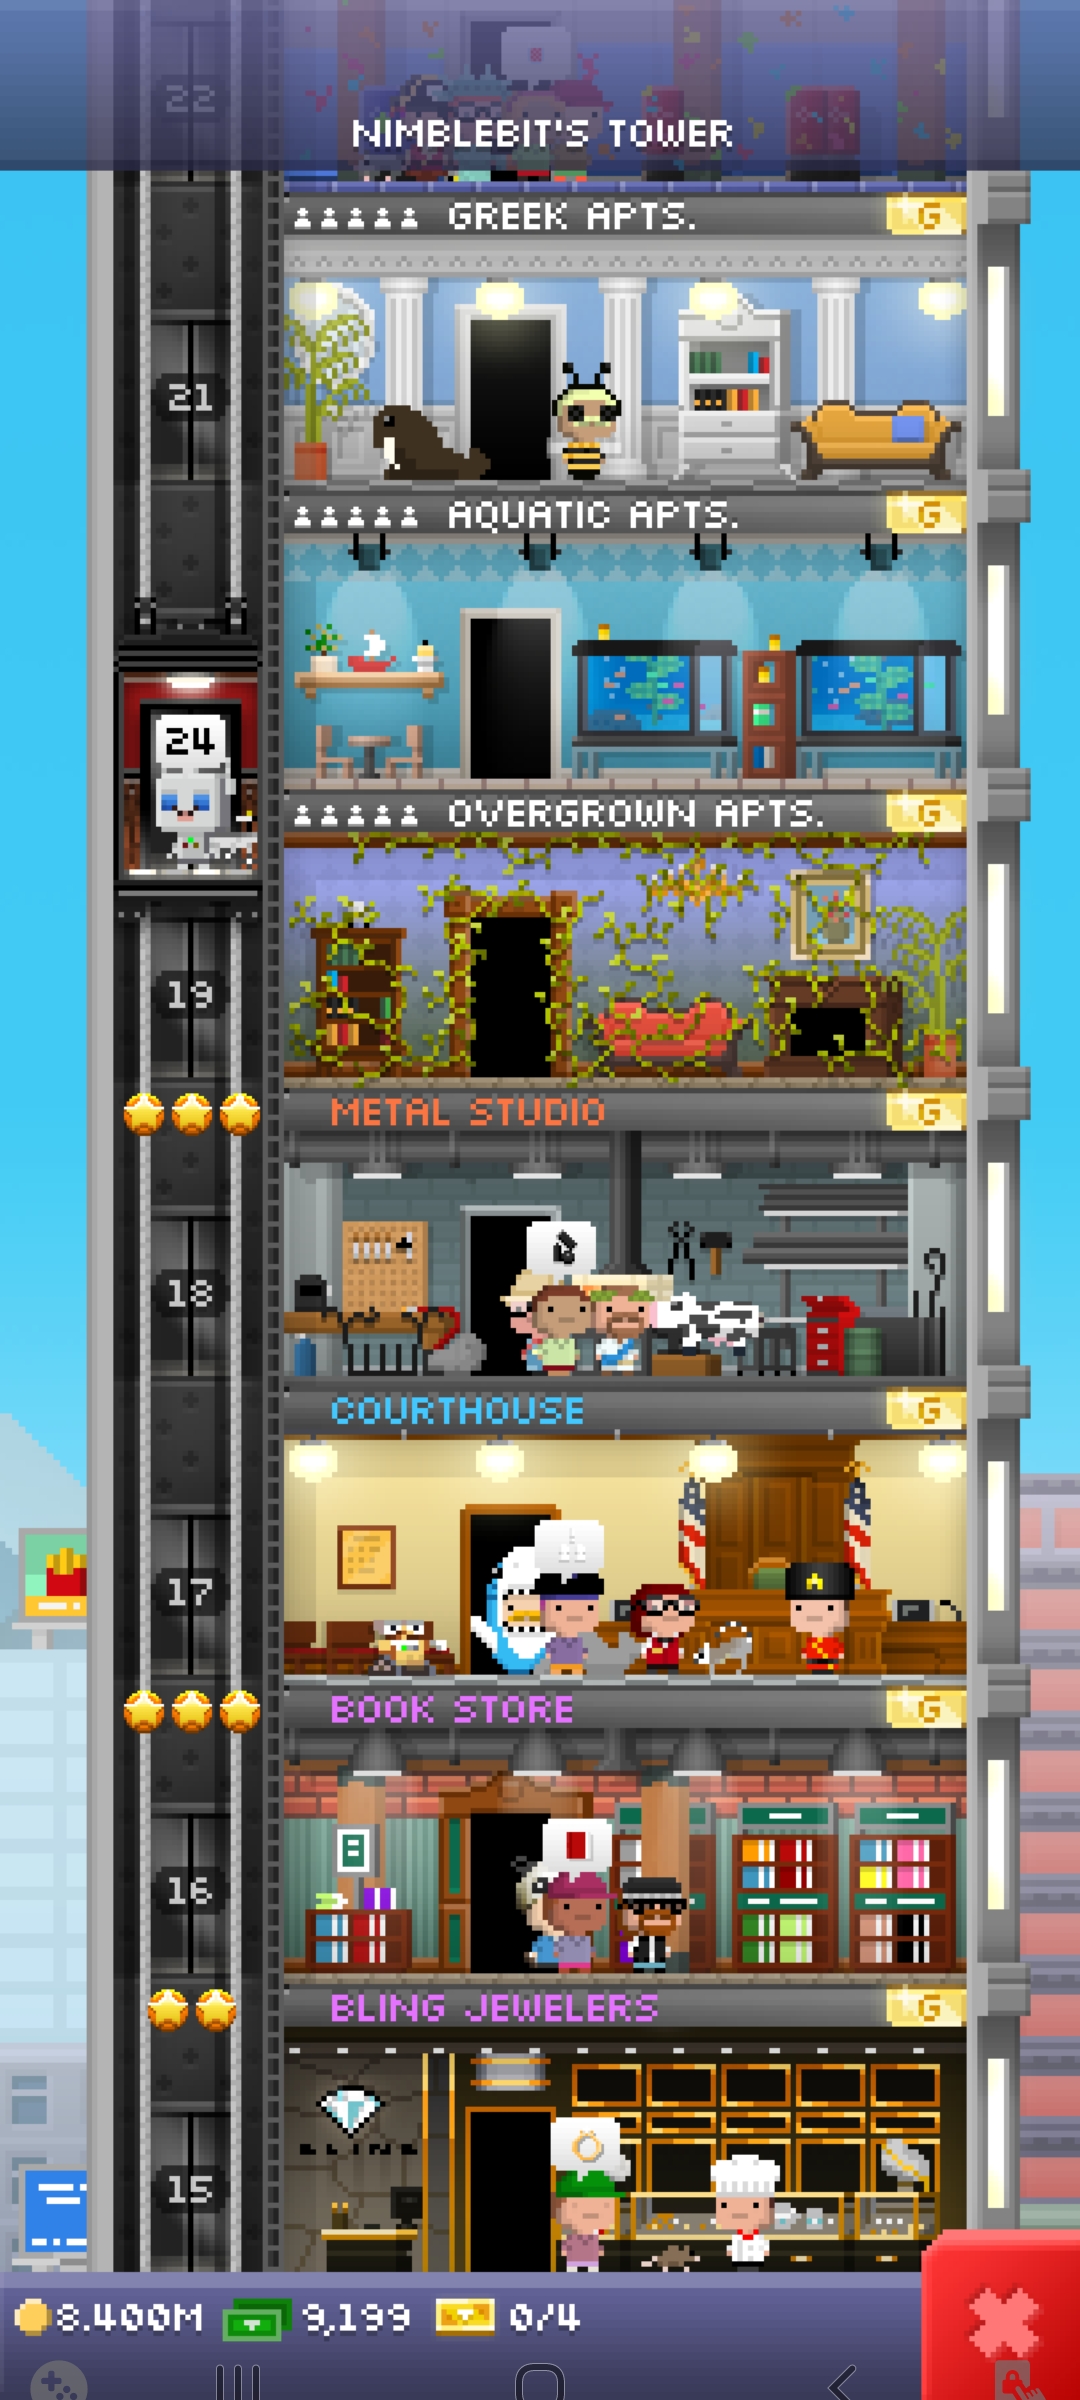 22
NIMBLEBIT'S TOWER
GREEK APTS. G
21
AQUATIC APTS. G
24
OVERGROWN APTS. G
19
METAL STUDIO G
18
COURTHOUSE G
17
BOOK STORE G
16
BLING JEWELERS G
BLING
15
8.400M 9,199 0/4